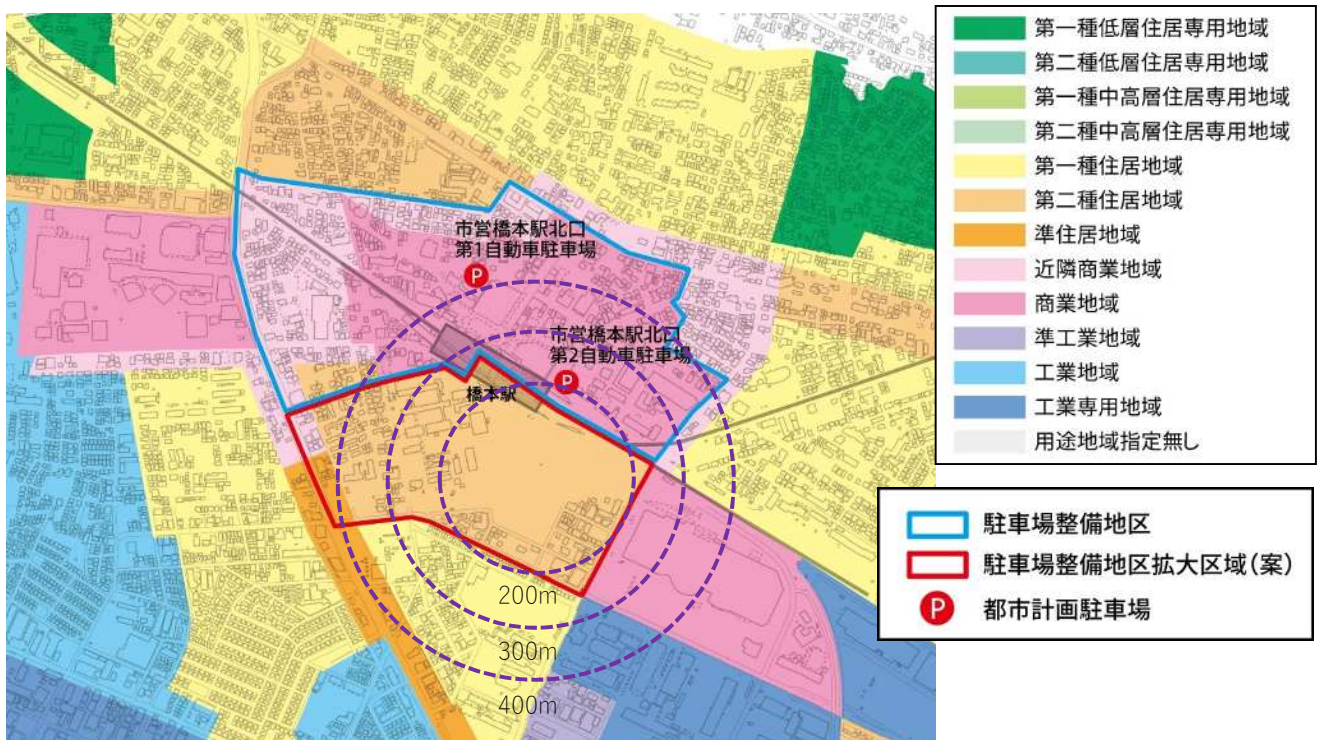 市営橋本駅北口
第1自動車駐車場
P
市営橋本駅北口
第2自動車駐車場
P
橋本駅
200m
300m
400m
第一種低層住居専用地域
第二種低層住居専用地域
第一種中高層住居専用地域
第二種中高層住居専用地域
第一種住居地域
第二種住居地域
準住居地域
近隣商業地域
商業地域
準工業地域
工業地域
工業専用地域
用途地域指定無し
駐車場整備地区
駐車場整備地区拡大区域(案)
P 都市計画駐車場